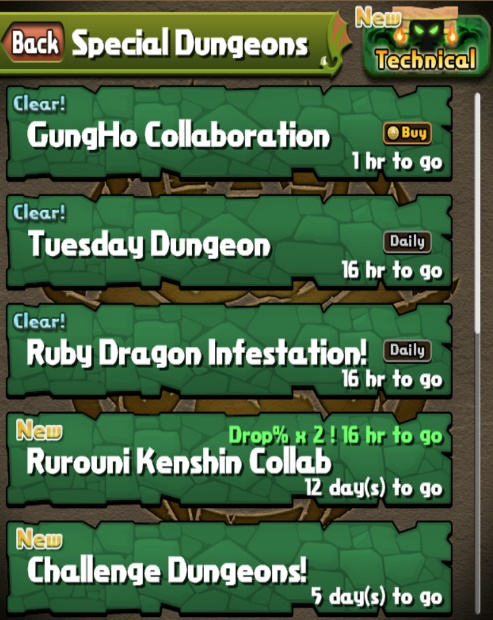 Back Special Dungeons
New
Technical
Clear!
GungHo Collaboration
Buy
1 hr to go
Clear!
Tuesday Dungeon
Daily
16 hr to go
Clear!
Ruby Dragon Infestation!
Daily
16 hr to go
New
Drop% x 2 ! 16 hr to go
Rurouni Kenshin Collab
12 day(s) to go
New
Challenge Dungeons!
5 day(s) to go